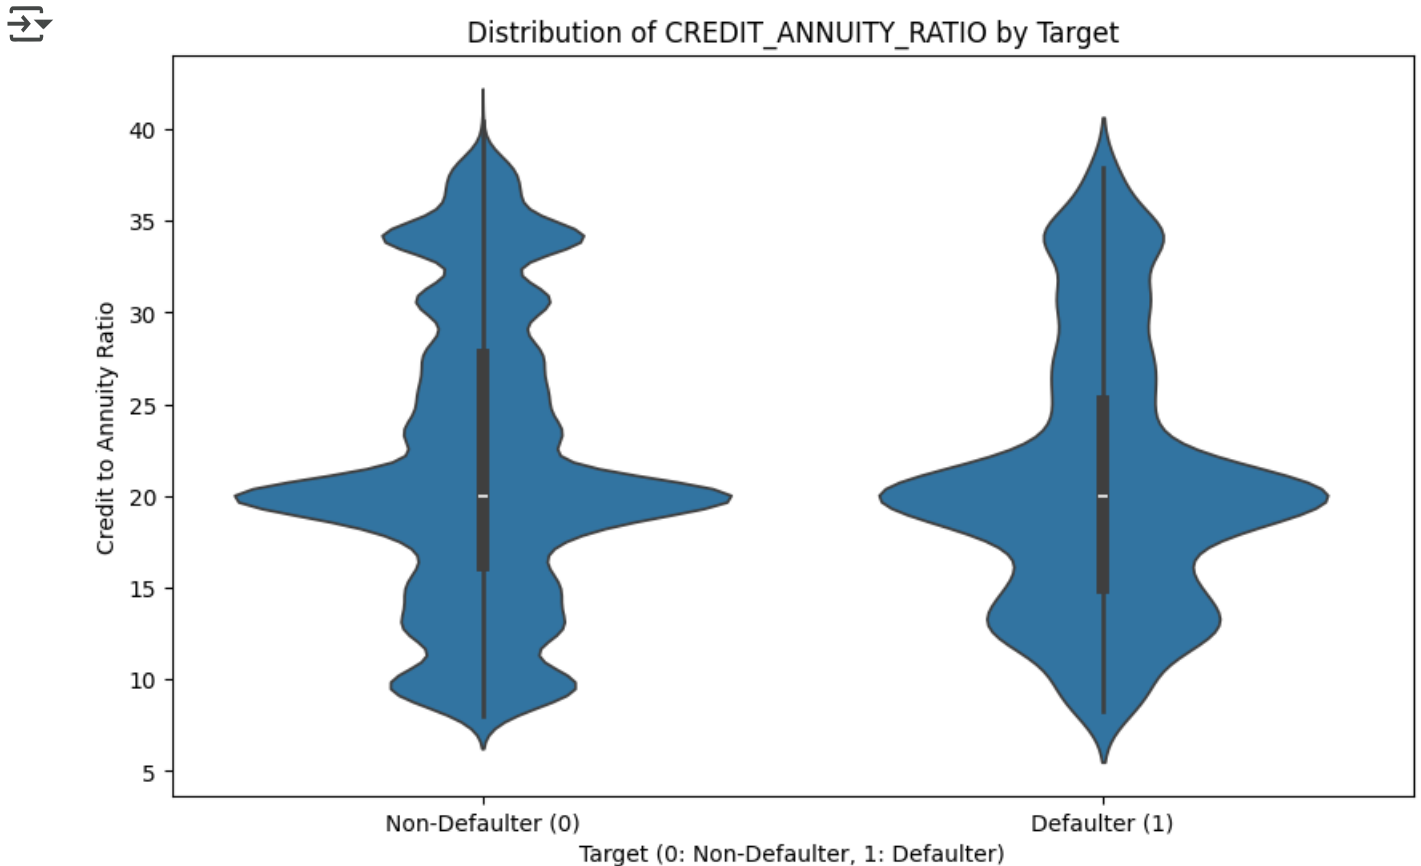 Distribution of CREDIT_ANNUITY_RATIO by Target
Credit to Annuity Ratio
40
35
30
25
20
15
10
5
Non-Defaulter (0)
Defaulter (1)
Target (0: Non-Defaulter, 1: Defaulter)